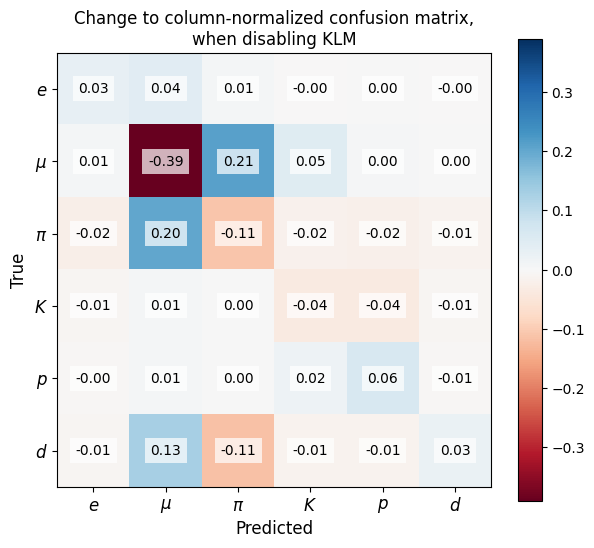 Change to column-normalized confusion matrix,
when disabling KLM
True
e 0.03 0.04 0.01 -0.00 0.00 -0.00
μ 0.01 -0.39 0.21 0.05 0.00 0.00
π -0.02 0.20 -0.11 -0.02 -0.02 -0.01
K -0.01 0.01 0.00 -0.04 -0.04 -0.01
p -0.00 0.01 0.00 0.02 0.06 -0.01
d -0.01 0.13 -0.11 -0.01 -0.01 0.03
e μ π K p d
Predicted
0.3
0.2
0.1
0.0
−0.1
−0.2
−0.3